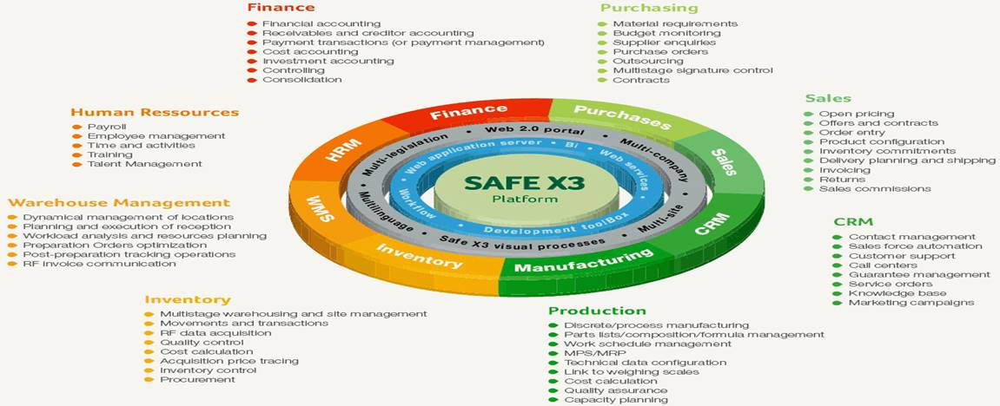 Finance
Financial accounting
Receivables and creditor accounting
Payment transactions (or payment management)
Cost accounting
Investment accounting
Controlling
Consolidation
Purchasing
Material requirements
Budget monitoring
Supplier enquiries
Purchase orders
Outsourcing
Multistage signature control
Contracts
Human Ressources
Payroll
Employee management
Time and activities
Training
Talent Management
Sales
Open pricing
Offers and contracts
Order entry
Product configuration
Inventory commitments
Delivery planning and shipping
Invoicing
Returns
Sales commissions
Warehouse Management
Dynamical management of locations
Planning and execution of reception
Workload analysis and resources planning
Preparation Orders optimization
Post-preparation tracking operations
RF invoice communication
CRM
Contact management
Sales force automation
Customer support
Call centers
Guarantee management
Service orders
Knowledge base
Marketing campaigns
Inventory
Multistage warehousing and site management
Movements and transactions
RF data acquisition
Quality control
Cost calculation
Acquisition price tracing
Inventory control
Procurement
Production
Discrete/process manufacturing
Parts lists/composition/formula management
Work schedule management
MPS/MRP
Technical data configuration
Link to weighing scales
Cost calculation
Quality assurance
Capacity planning
Finance
Purchases
Sales
CRM
Manufacturing
Inventory
WMS
HRM
Multi-legislation • Web 2.0 portal • Multi-company • Multi-site • Safe X3 visual processes • Multilingue
Web application server • BI • Web services • Development toolBox • Workflow
SAFE X3
Platform